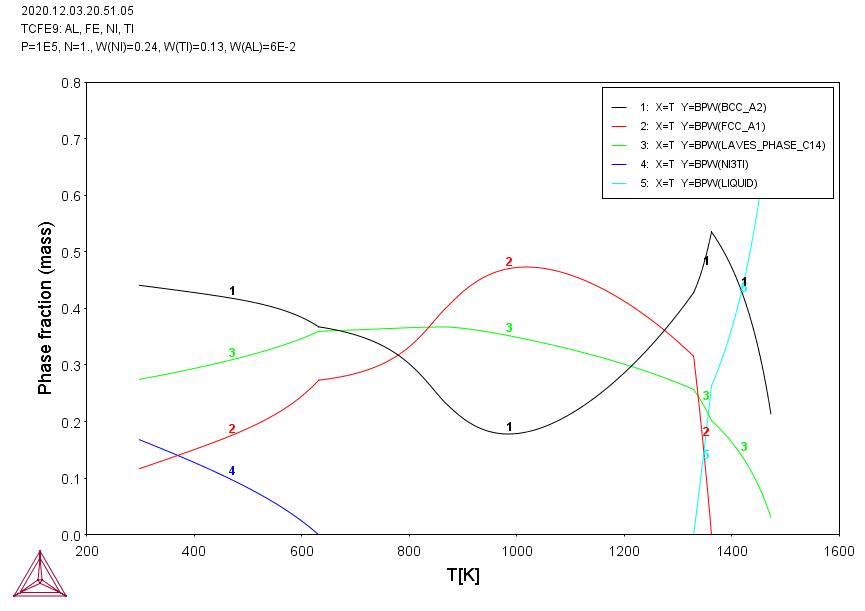 2020.12.03.20.51.05
TCFE9: AL, FE, NI, TI
P=1E5, N=1., W(NI)=0.24, W(TI)=0.13, W(AL)=6E-2
0.8
0.7
0.6
0.5
0.4
0.3
0.2
0.1
0.0
Phase fraction (mass)
1: X=T Y=BPW(BCC_A2)
2: X=T Y=BPW(FCC_A1)
3: X=T Y=BPW(LAVES_PHASE_C14)
4: X=T Y=BPW(NI3TI)
5: X=T Y=BPW(LIQUID)
1
3
2
4
2
3
1
1
3
2
5
1
5
3
200 400 600 800 1000 1200 1400 1600
T[K]